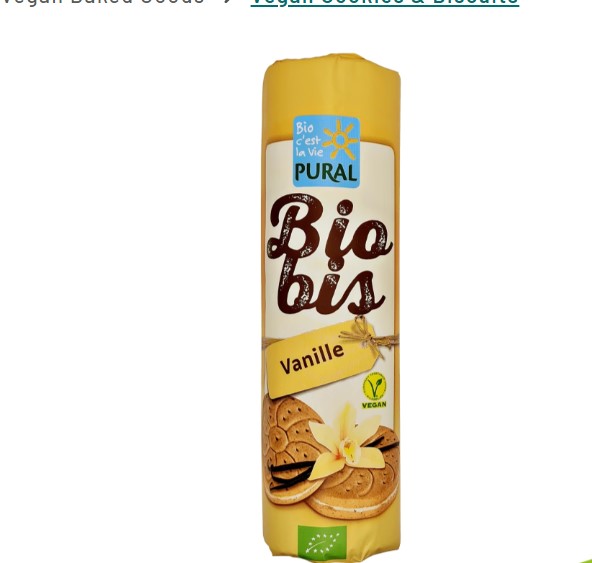 Vegan Baked Goods > Vegan Cookies & Biscuits
Bio
c'est
la Vie
PURAL
Bio
bis
Vanille
VEGAN